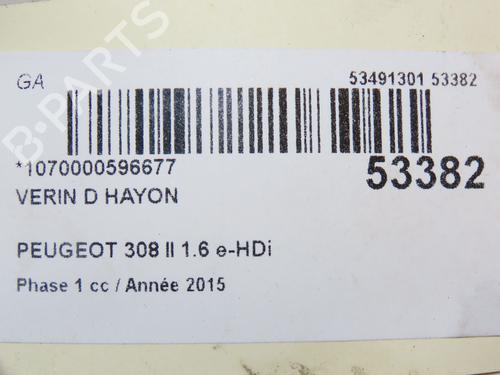 GA 53491301 53382
*1070000596677 53382
VERIN D HAYON
PEUGEOT 308 II 1.6 e-HDi
Phase 1 cc / Année 2015
B-PARTS